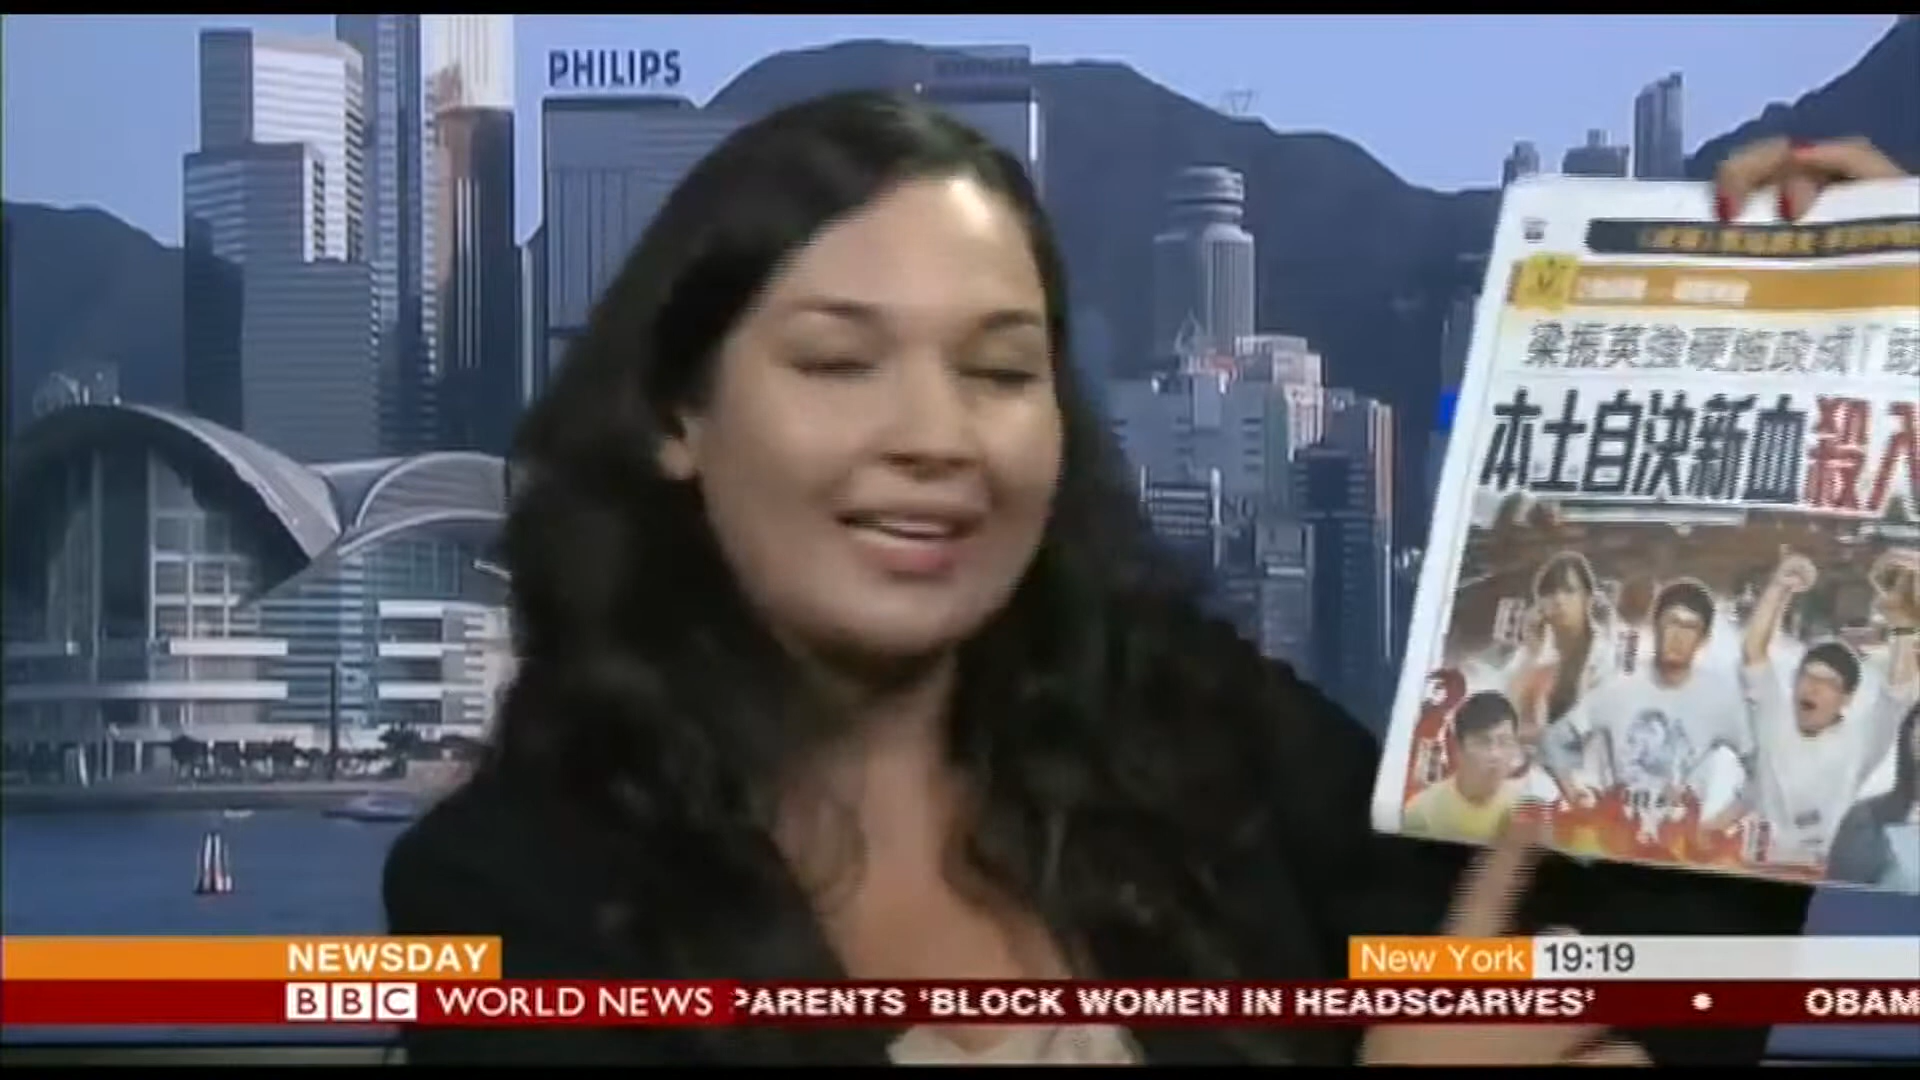 PHILIPS
梁振英強硬施政成「
本土自決新血殺入
NEWSDAY
New York 19:19
BBC WORLD NEWS PARENTS 'BLOCK WOMEN IN HEADSCARVES' • OBAM